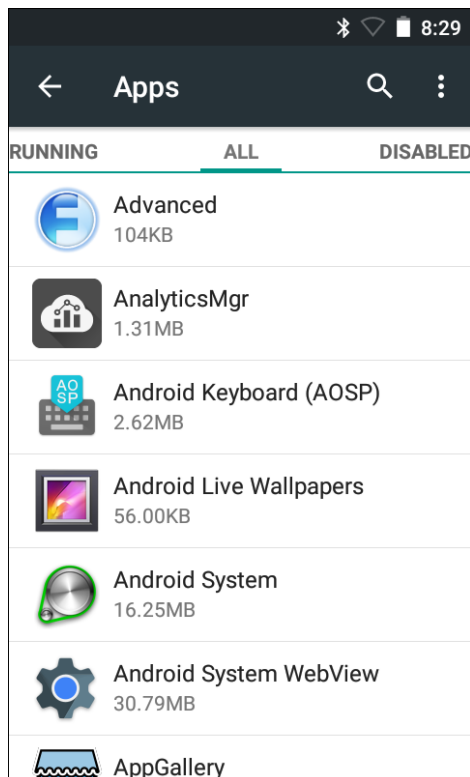 8:29
Apps
RUNNING ALL DISABLED
Advanced
104KB
AnalyticsMgr
1.31MB
AO
SP
Android Keyboard (AOSP)
2.62MB
Android Live Wallpapers
56.00KB
Android System
16.25MB
Android System WebView
30.79MB
AppGallery